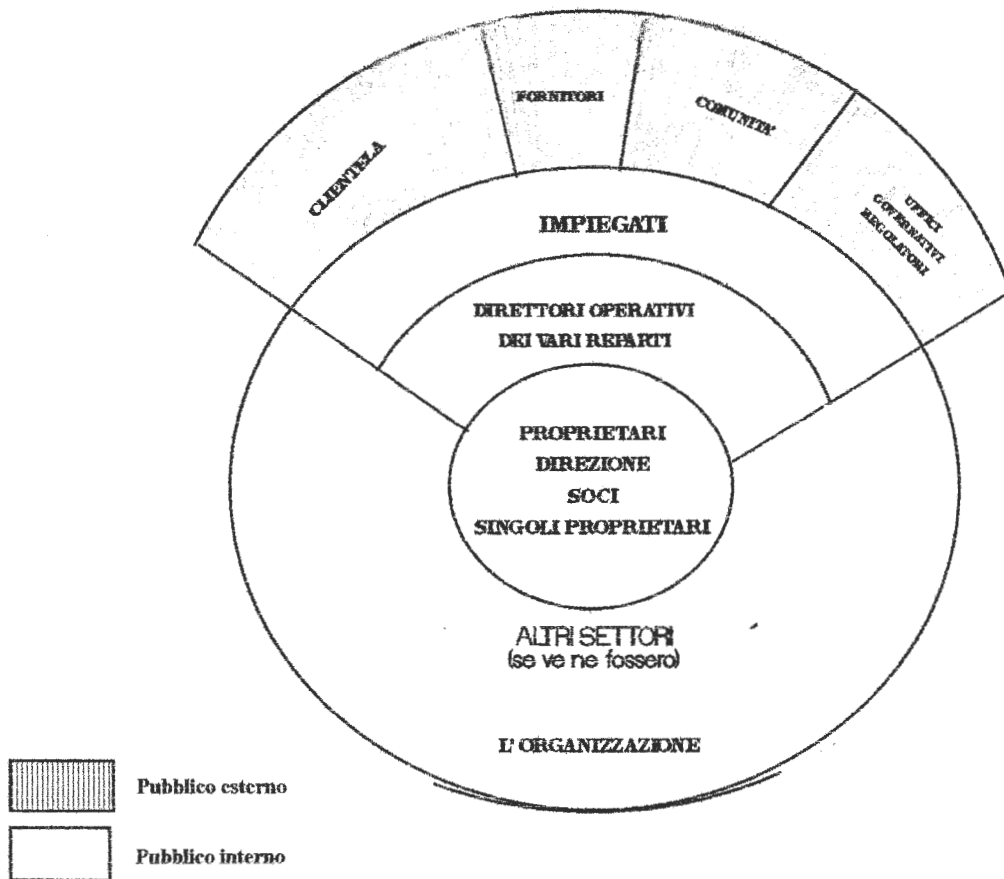 FORNITORI
COMUNITA'
CLIENTELA
UFFICI
GOVERNATIVI
REGOLATORI
IMPIEGATI
DIRETTORI OPERATIVI
DEI VARI REPARTI
PROPRIETARI
DIREZIONE
SOCI
SINGOLI PROPRIETARI
ALTRI SETTORI
(se ve ne fossero)
L' ORGANIZZAZIONE
Pubblico esterno
Pubblico interno